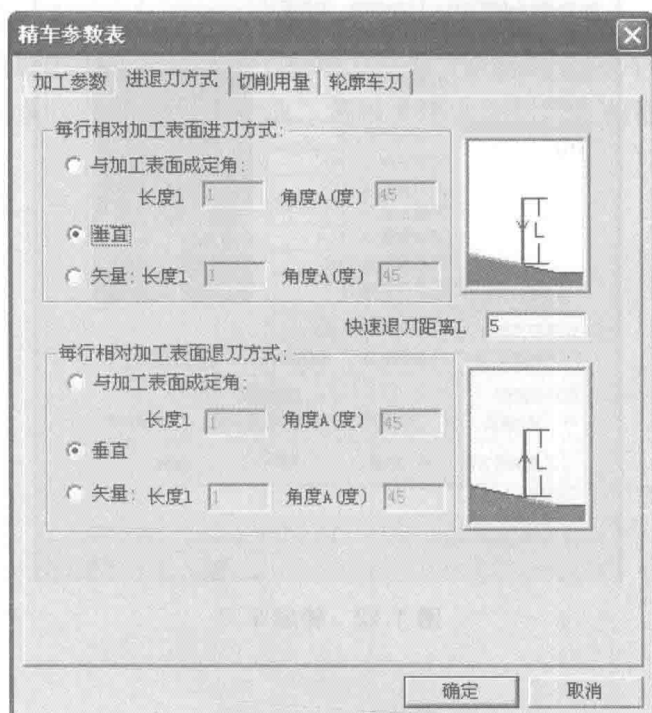 精车参数表
加工参数 进退刀方式 切削用量 轮廓车刀
每行相对加工表面进刀方式:
与加工表面成定角:
长度l 1 角度A(度) 45
垂直
矢量: 长度l 1 角度A(度) 45
L
快速退刀距离L 5
每行相对加工表面退刀方式:
与加工表面成定角:
长度l 1 角度A(度) 45
垂直
矢量: 长度l 1 角度A(度) 45
L
确定 取消